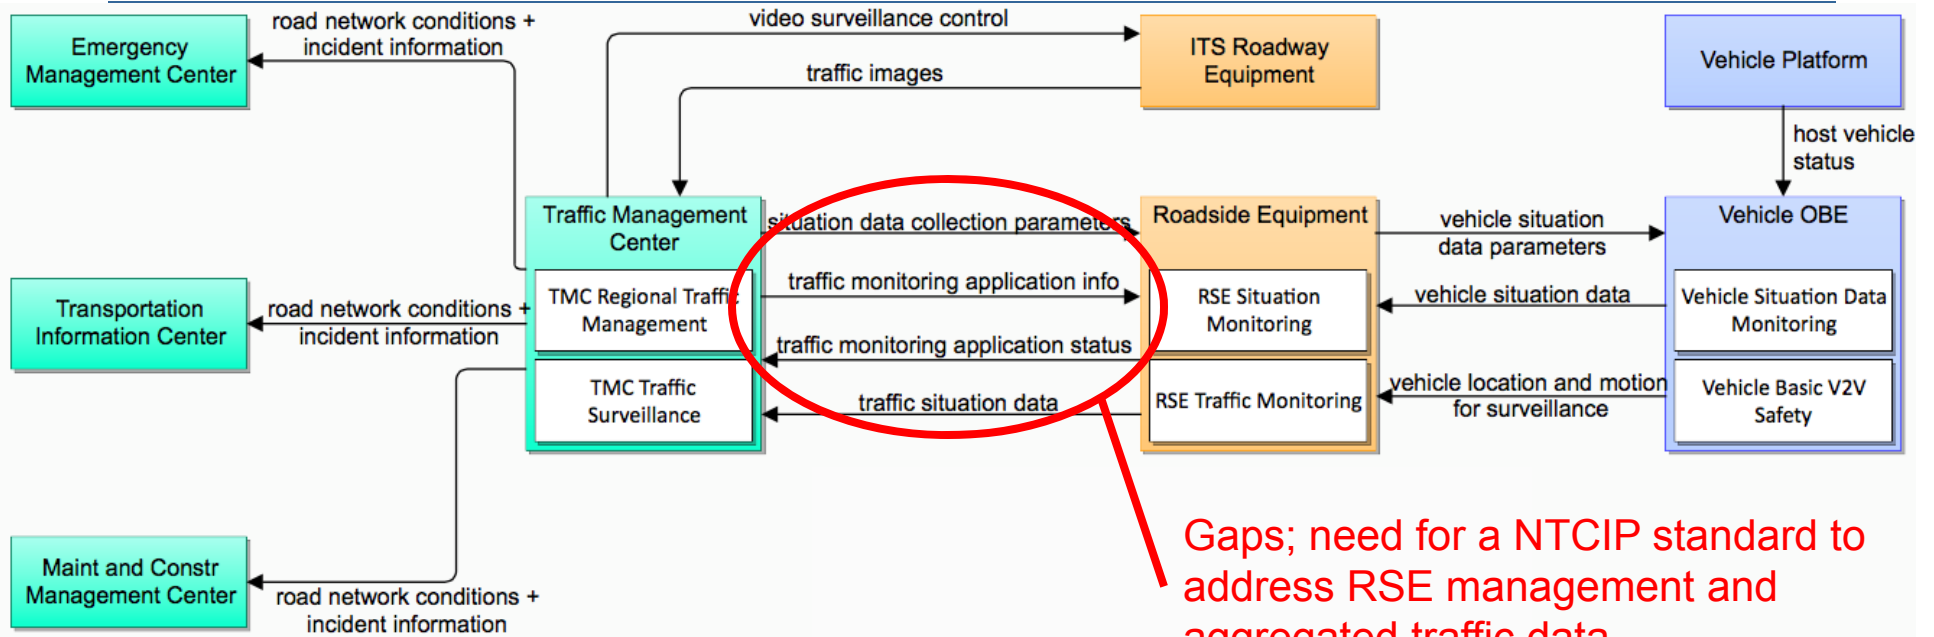 road network conditions +
incident information
video surveillance control
traffic images
Emergency
Management Center
ITS Roadway
Equipment
Vehicle Platform
host vehicle
status
Traffic Management
Center
situation data collection parameters
Roadside Equipment
vehicle situation
data parameters
Vehicle OBE
Transportation
Information Center
road network conditions +
incident information
TMC Regional Traffic
Management
traffic monitoring application info
RSE Situation
Monitoring
vehicle situation data
Vehicle Situation Data
Monitoring
traffic monitoring application status
TMC Traffic
Surveillance
traffic situation data
RSE Traffic Monitoring
vehicle location and motion
for surveillance
Vehicle Basic V2V
Safety
Maint and Constr
Management Center
road network conditions +
incident information
Gaps; need for a NTCIP standard to
address RSE management and
aggregated traffic data